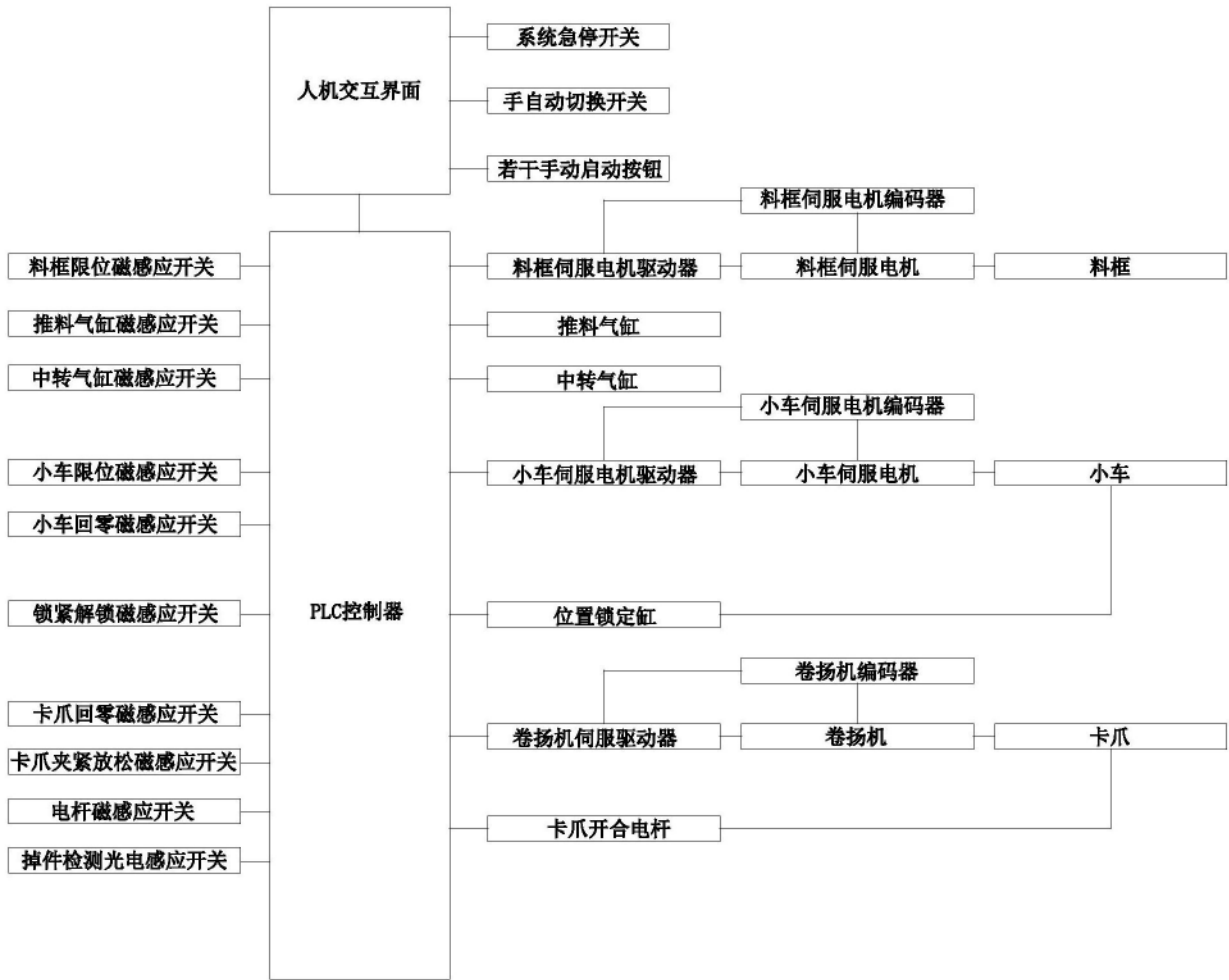 人机交互界面
系统急停开关
手自动切换开关
若干手动启动按钮
料框伺服电机编码器
料框限位磁感应开关
料框伺服电机驱动器
料框伺服电机
料框
推料气缸磁感应开关
推料气缸
中转气缸磁感应开关
中转气缸
小车伺服电机编码器
小车限位磁感应开关
小车伺服电机驱动器
小车伺服电机
小车
小车回零磁感应开关
锁紧解锁磁感应开关
PLC控制器
位置锁定缸
卷扬机编码器
卡爪回零磁感应开关
卷扬机伺服驱动器
卷扬机
卡爪
卡爪夹紧放松磁感应开关
电杆磁感应开关
卡爪开合电杆
掉件检测光电感应开关